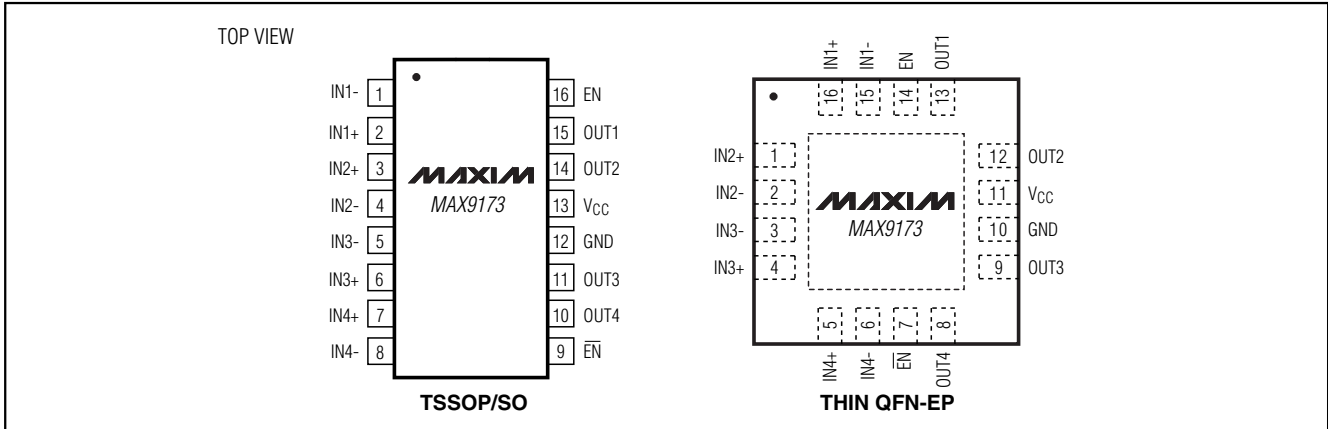 TOP VIEW
IN1- 1
IN1+ 2
IN2+ 3
IN2- 4
IN3- 5
IN3+ 6
IN4+ 7
IN4- 8
MAXIM
MAX9173
16 EN
15 OUT1
14 OUT2
13 VCC
12 GND
11 OUT3
10 OUT4
9 E̅N̅
TSSOP/SO
IN1+ IN1- EN OUT1
16 15 14 13
IN2+ 1
IN2- 2
IN3- 3
IN3+ 4
MAXIM
MAX9173
12 OUT2
11 VCC
10 GND
9 OUT3
5 6 7 8
IN4+ IN4- E̅N̅ OUT4
THIN QFN-EP